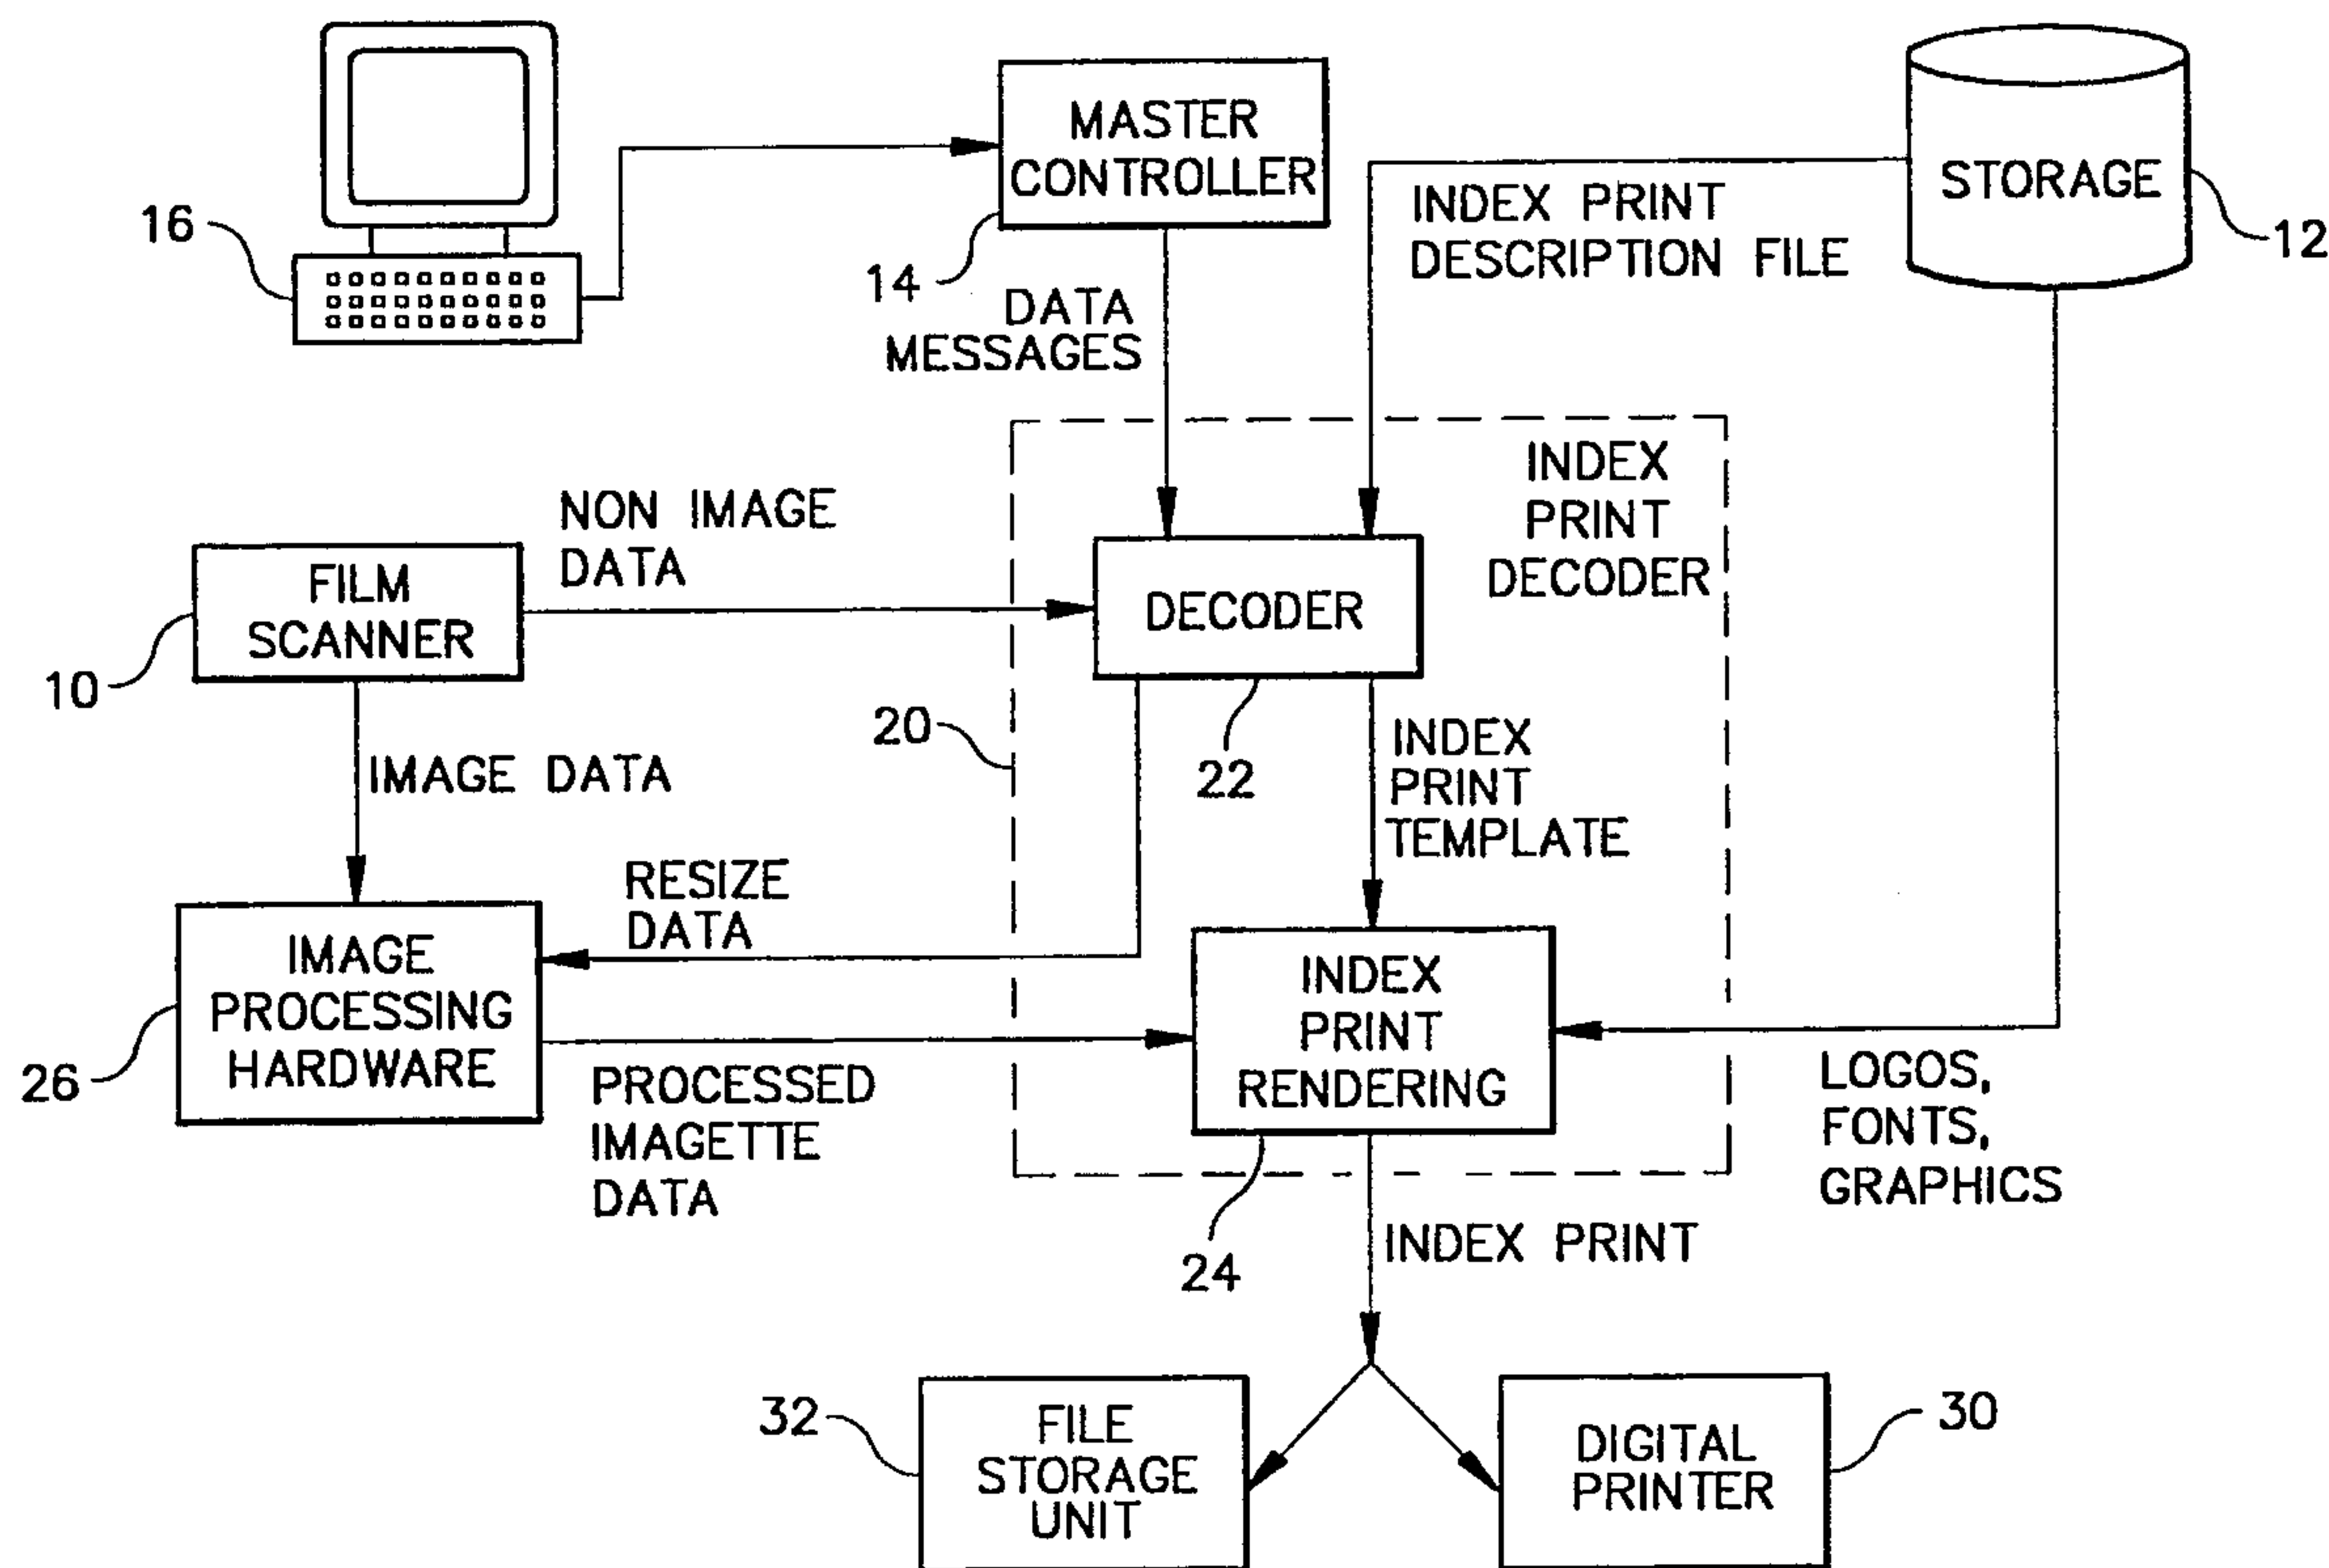 MASTER
CONTROLLER
STORAGE
16
14
12
INDEX PRINT
DESCRIPTION FILE
DATA
MESSAGES
INDEX
PRINT
DECODER
NON IMAGE
DATA
FILM
SCANNER
10
DECODER
20
22
IMAGE DATA
INDEX
PRINT
TEMPLATE
RESIZE
DATA
IMAGE
PROCESSING
HARDWARE
26
INDEX
PRINT
RENDERING
PROCESSED
IMAGETTE
DATA
LOGOS,
FONTS,
GRAPHICS
24
INDEX PRINT
32
FILE
STORAGE
UNIT
DIGITAL
PRINTER
30